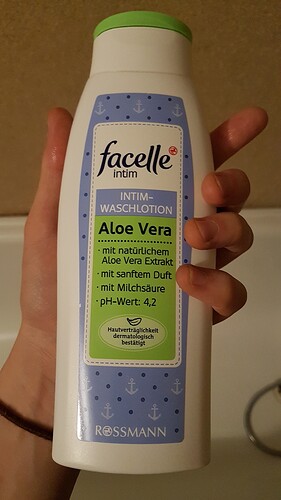 facelle
intim
INTIM-
WASCHLOTION
Aloe Vera
· mit natürlichem
Aloe Vera Extrakt
· mit sanftem Duft
· mit Milchsäure
· pH-Wert: 4,2
Hautverträglichkeit
dermatologisch
bestätigt
ROSSMANN